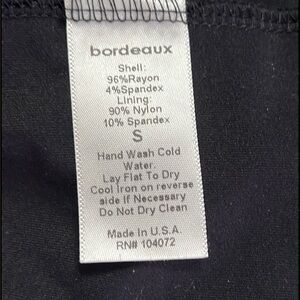 bordeaux
Shell:
96%Rayon
4%Spandex
Lining:
90% Nylon
10% Spandex
S
Hand Wash Cold
Water.
Lay Flat To Dry
Cool Iron on reverse
side If Necessary
Do Not Dry Clean
Made In U.S.A.
RN# 104072